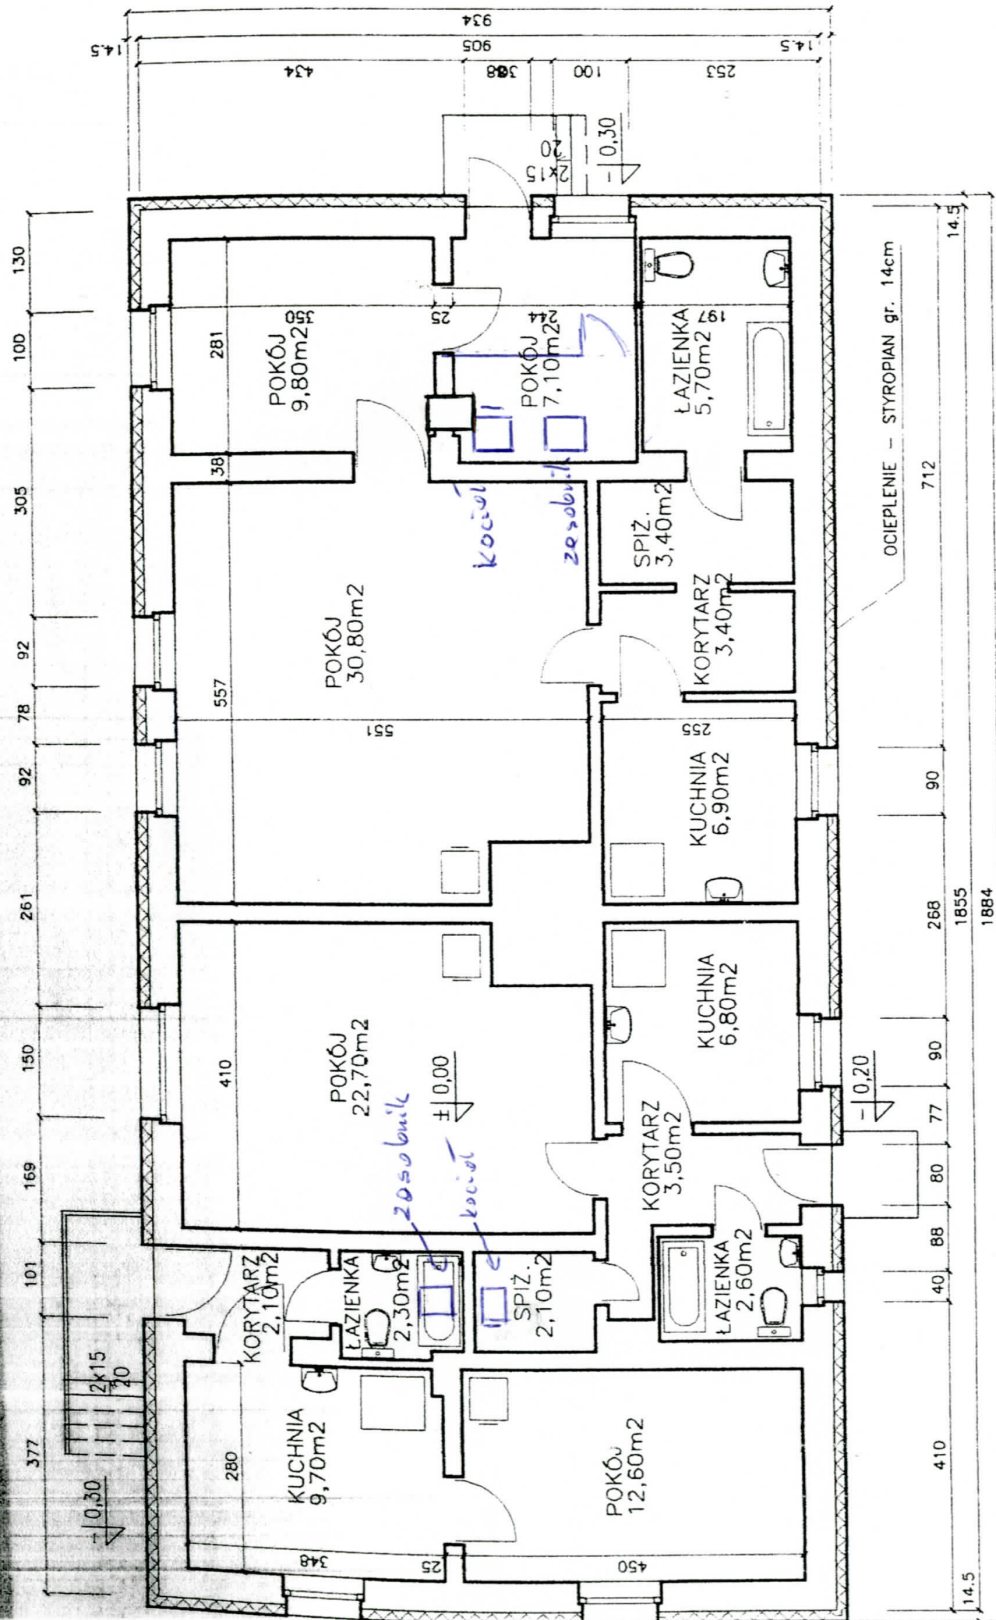 934
14.5
905
14.5
434
88
38
100
253
2x15
20
- 0,30
130
100
305
92
78
92
261
150
169
101
377
281
350
25
244
197
POKÓJ
9,80m2
POKÓJ
7,10m2
ŁAZIENKA
5,70m2
38
kocioł
zasobnik
SPIŻ.
3,40m2
KORYTARZ
3,40m2
POKÓJ
30,80m2
557
551
255
KUCHNIA
6,90m2
OCIEPLENIE – STYROPIAN gr. 14cm
14.5
712
90
268
1855
1884
90
77
80
88
40
410
14.5
410
POKÓJ
22,70m2
± 0,00
KUCHNIA
6,80m2
- 0,20
zasobnik
kocioł
KORYTARZ
3,50m2
KORYTARZ
2,10m2
ŁAZIENKA
2,30m2
SPIŻ.
2,10m2
ŁAZIENKA
2,60m2
2x15
20
- 0,30
280
KUCHNIA
9,70m2
POKÓJ
12,60m2
348
25
450